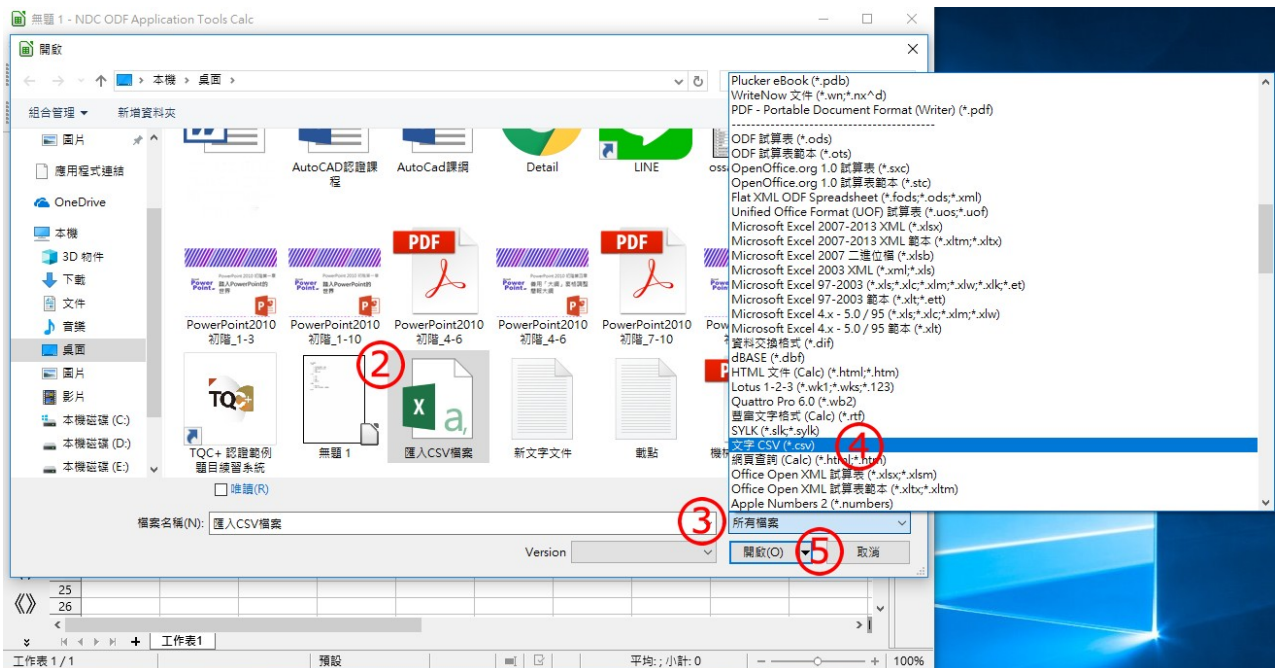 無題 1 - NDC ODF Application Tools Calc
開啟
本機 › 桌面 ›
組合管理 新增資料夾
圖片
應用程式連結
OneDrive
本機
3D 物件
下載
文件
音樂
桌面
圖片
影片
本機磁碟 (C:)
本機磁碟 (D:)
本機磁碟 (E:)
AutoCAD認證課
程
AutoCad課綱
Detail
LINE
PDF
PDF
PowerPoint2010
初階_1-3
PowerPoint2010
初階_1-10
PowerPoint2010
初階_4-6
PowerPoint2010
初階_4-6
PowerPoint2010
初階_7-10
②
TQC+
X
a,
TQC+ 認證範例
題目練習系統
無題 1
匯入CSV檔案
新文字文件
載點
唯讀(R)
檔案名稱(N): 匯入CSV檔案
③
所有檔案
Version
開啟(O)
⑤
取消
Plucker eBook (*.pdb)
WriteNow 文件 (*.wn;*.nx^d)
PDF - Portable Document Format (Writer) (*.pdf)
----------------------------------------
ODF 試算表 (*.ods)
ODF 試算表範本 (*.ots)
OpenOffice.org 1.0 試算表 (*.sxc)
OpenOffice.org 1.0 試算表範本 (*.stc)
Flat XML ODF Spreadsheet (*.fods;*.ods;*.xml)
Unified Office Format (UOF) 試算表 (*.uos;*.uof)
Microsoft Excel 2007-2013 XML (*.xlsx)
Microsoft Excel 2007-2013 XML 範本 (*.xltm;*.xltx)
Microsoft Excel 2007 二進位檔 (*.xlsb)
Microsoft Excel 2003 XML (*.xml;*.xls)
Microsoft Excel 97-2003 (*.xls;*.xlc;*.xlm;*.xlw;*.xlk;*.et)
Microsoft Excel 97-2003 範本 (*.xlt;*.ett)
Microsoft Excel 4.x - 5.0 / 95 (*.xls;*.xlc;*.xlm;*.xlw)
Microsoft Excel 4.x - 5.0 / 95 範本 (*.xlt)
資料交換格式 (*.dif)
dBASE (*.dbf)
HTML 文件 (Calc) (*.html;*.htm)
Lotus 1-2-3 (*.wk1;*.wks;*.123)
Quattro Pro 6.0 (*.wb2)
豐富文字格式 (Calc) (*.rtf)
SYLK (*.slk;*.sylk)
文字 CSV (*.csv)
④
網頁查詢 (Calc) (*.html;*.htm)
Office Open XML 試算表 (*.xlsx;*.xlsm)
Office Open XML 試算表範本 (*.xltx;*.xltm)
Apple Numbers 2 (*.numbers)
25
26
工作表1
工作表 1 / 1
預設
平均: ; 小計: 0
100%